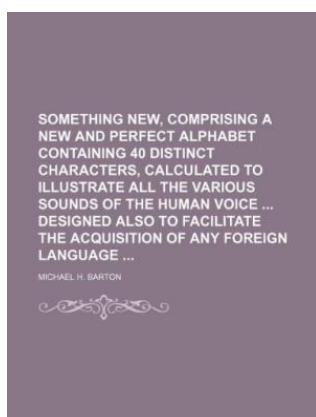 SOMETHING NEW, COMPRISING A
NEW AND PERFECT ALPHABET
CONTAINING 40 DISTINCT
CHARACTERS, CALCULATED TO
ILLUSTRATE ALL THE VARIOUS
SOUNDS OF THE HUMAN VOICE ...
DESIGNED ALSO TO FACILITATE
THE ACQUISITION OF ANY FOREIGN
LANGUAGE ...
MICHAEL H. BARTON